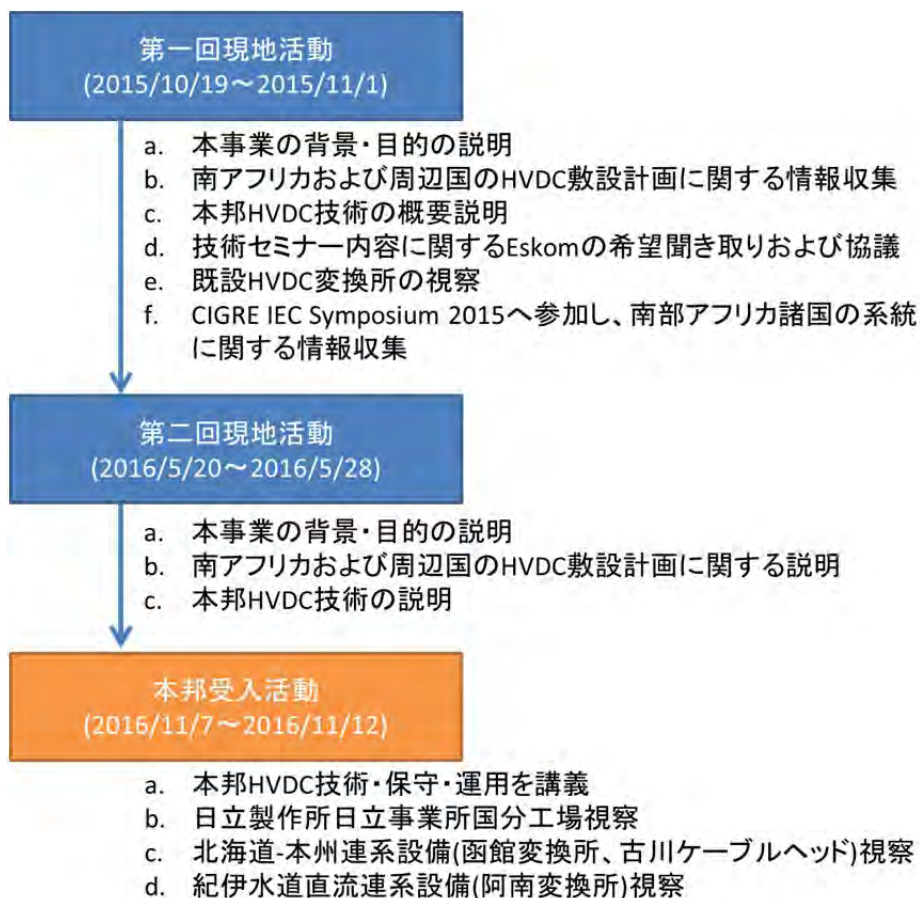 第一回現地活動
(2015/10/19～2015/11/1)
a. 本事業の背景・目的の説明
b. 南アフリカおよび周辺国のHVDC敷設計画に関する情報収集
c. 本邦HVDC技術の概要説明
d. 技術セミナー内容に関するEskomの希望聞き取りおよび協議
e. 既設HVDC変換所の視察
f. CIGRE IEC Symposium 2015へ参加し、南部アフリカ諸国の系統
に関する情報収集
第二回現地活動
(2016/5/20～2016/5/28)
a. 本事業の背景・目的の説明
b. 南アフリカおよび周辺国のHVDC敷設計画に関する説明
c. 本邦HVDC技術の説明
本邦受入活動
(2016/11/7～2016/11/12)
a. 本邦HVDC技術・保守・運用を講義
b. 日立製作所日立事業所国分工場視察
c. 北海道-本州連系設備(函館変換所、古川ケーブルヘッド)視察
d. 紀伊水道直流連系設備(阿南変換所)視察